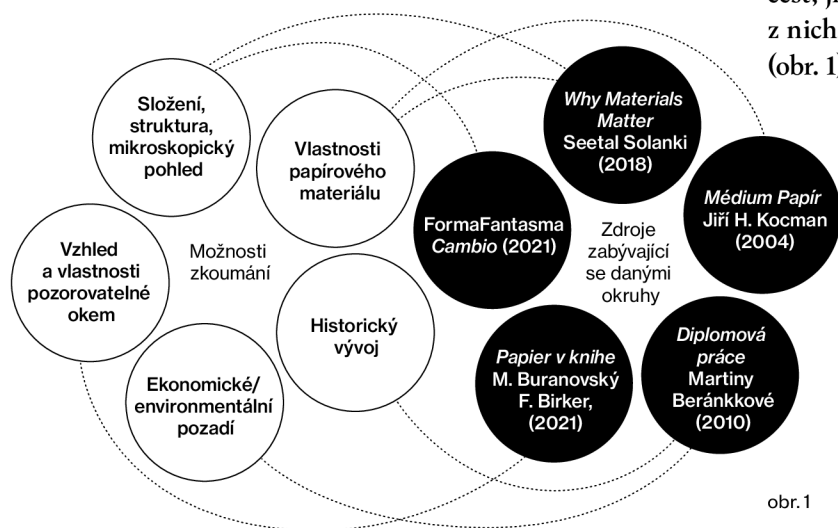 cest, ji
z nich,
(obr. 1)
Složení,
struktura,
mikroskopický
pohled
Vlastnosti
papírového
materiálu
Vzhled
a vlastnosti
pozorovatelné
okem
Možnosti
zkoumání
Historický
vývoj
Ekonomické/
environmentální
pozadí
Why Materials
Matter
Seetal Solanki
(2018)
FormaFantasma
Cambio (2021)
Médium Papír
Jiří H. Kocman
(2004)
Zdroje
zabývající
se danými
okruhy
Papier v knihe
M. Buranovský
F. Birker,
(2021)
Diplomová
práce
Martiny
Beránkkové
(2010)
obr. 1